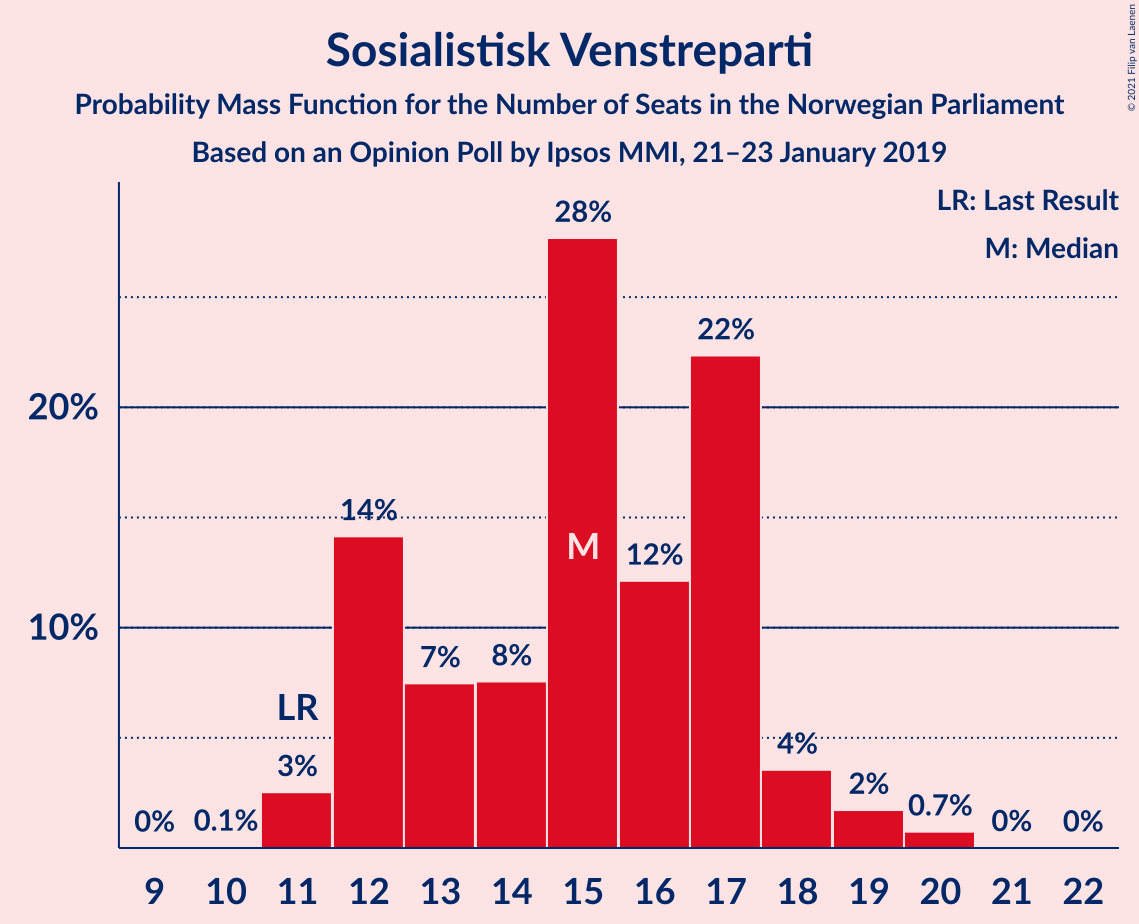 Sosialistisk Venstreparti
Probability Mass Function for the Number of Seats in the Norwegian Parliament
Based on an Opinion Poll by Ipsos MMI, 21–23 January 2019
© 2021 Filip van Laenen
LR: Last Result
M: Median
28%
22%
20%
14%
M
12%
10%
7%
8%
LR
4%
3%
2%
0%
0.1%
0.7%
0%
0%
9 10 11 12 13 14 15 16 17 18 19 20 21 22